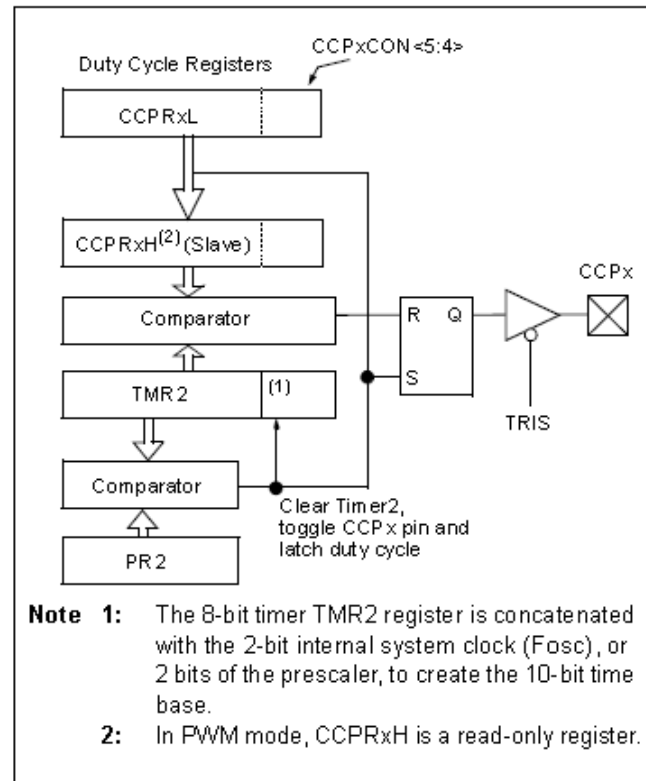 CCPxCON<5:4>
Duty Cycle Registers
CCPRxL
CCPRxH(2) (Slave)
CCPx
Comparator
R Q
TMR2
(1)
S
TRIS
Comparator
Clear Timer2,
toggle CCPx pin and
latch duty cycle
PR2
Note 1: The 8-bit timer TMR2 register is concatenated
with the 2-bit internal system clock (Fosc), or
2 bits of the prescaler, to create the 10-bit time
base.
2: In PWM mode, CCPRxH is a read-only register.